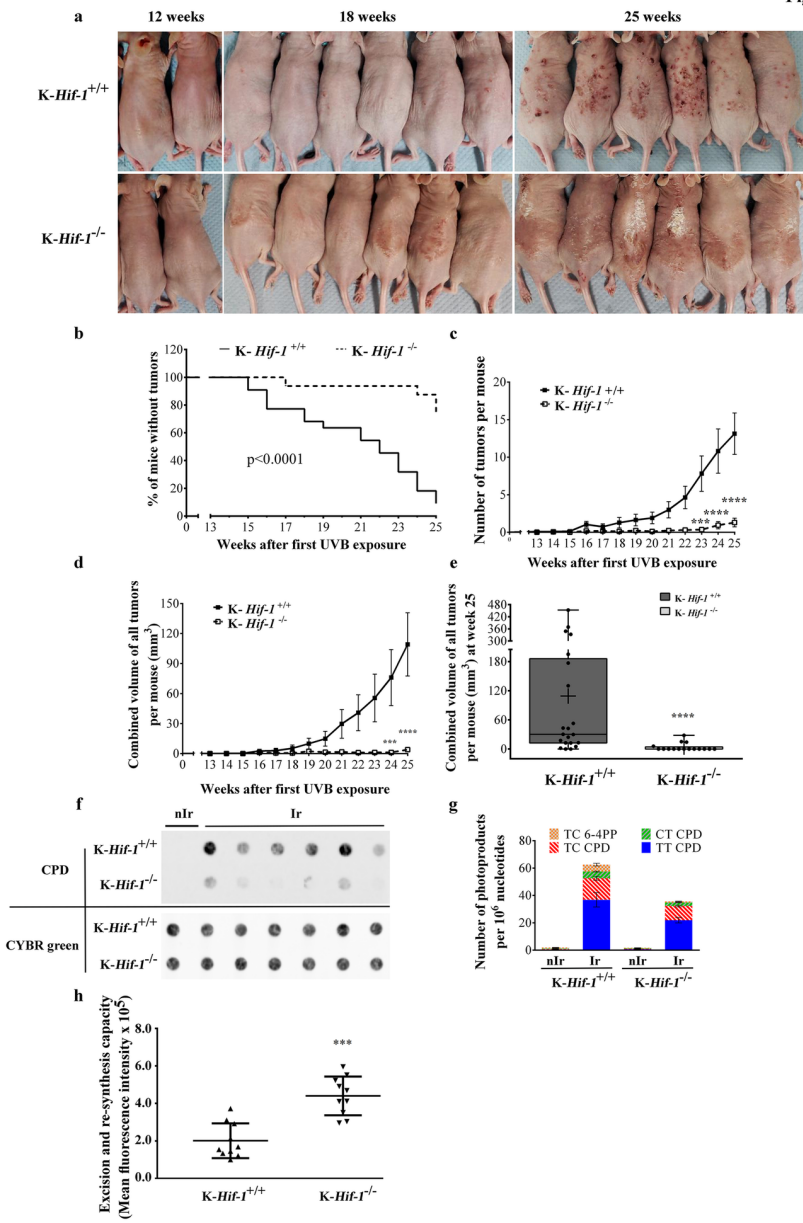 a
12 weeks
18 weeks
25 weeks
K-Hif-1+/+
K-Hif-1-/-
b
K- Hif-1 +/+
K- Hif-1 -/-
% of mice without tumors
120
100
80
60
40
20
0
p<0.0001
0
13
15
17
19
21
23
25
Weeks after first UVB exposure
c
K- Hif-1 +/+
K- Hif-1 -/-
Number of tumors per mouse
20
15
10
5
0
***
****
****
0
13 14 15 16 17 18 19 20 21 22 23 24 25
Weeks after first UVB exposure
d
K- Hif-1 +/+
K- Hif-1 -/-
Combined volume of all tumors
per mouse (mm3)
150
120
90
60
30
0
***
****
0
13 14 15 16 17 18 19 20 21 22 23 24 25
Weeks after first UVB exposure
e
K- Hif-1 +/+
K- Hif-1 -/-
Combined volume of all tumors
per mouse (mm3) at week 25
480
420
360
300
180
120
60
0
****
K-Hif-1+/+
K-Hif-1-/-
f
nIr
Ir
CPD
K-Hif-1+/+
K-Hif-1-/-
CYBR green
K-Hif-1+/+
K-Hif-1-/-
g
TC 6-4PP
CT CPD
TC CPD
TT CPD
Number of photoproducts
per 106 nucleotides
80
60
40
20
0
nIr
Ir
nIr
Ir
K-Hif-1+/+
K-Hif-1-/-
h
Excision and re-synthesis capacity
(Mean fluorescence intensity x 105)
8.0
6.0
4.0
2.0
0.0
***
K-Hif-1+/+
K-Hif-1-/-